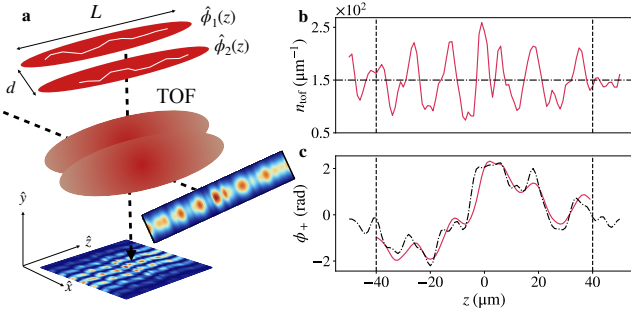 a
L
ϕ̂₁(z)
ϕ̂₂(z)
d
TOF
ŷ
ẑ
x̂
b
×10²
n_tof (μm⁻¹)
2.5
1.5
0.5
c
ϕ₊ (rad)
2
0
−2
−40 −20 0 20 40
z (μm)